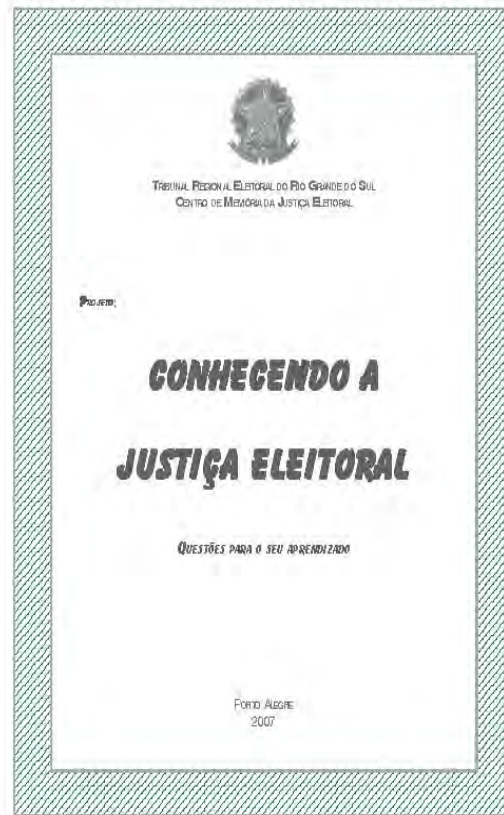 TRIBUNAL REGIONAL ELEITORAL DO RIO GRANDE DO SUL
CENTRO DE MEMÓRIA DA JUSTIÇA ELEITORAL
PROJETO:
CONHECENDO A
JUSTIÇA ELEITORAL
QUESTÕES PARA O SEU APRENDIZADO
PORTO ALEGRE
2007